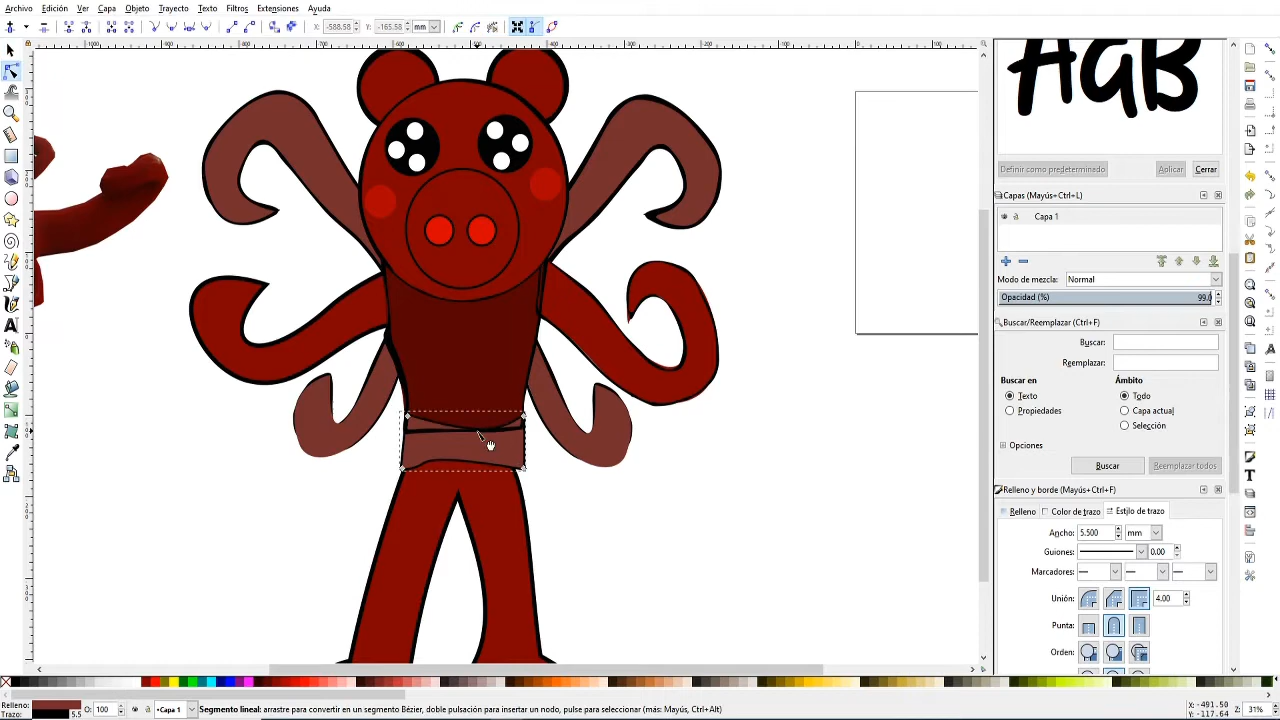 Archivo Edición Ver Capa Objeto Trayecto Texto Filtros Extensiones Ayuda
X: -588.58 Y: -165.58 mm
AgB
Definir como predeterminado Aplicar Cerrar
Capas (Mayús+Ctrl+L)
Capa 1
Modo de mezcla: Normal
Opacidad (%) 99.0
Buscar/Reemplazar (Ctrl+F)
Buscar:
Reemplazar:
Buscar en Ámbito
Texto Todo
Propiedades Capa actual
Selección
Opciones
Buscar Reemplazar todos
Relleno y borde (Mayús+Ctrl+F)
Relleno Color de trazo Estilo de trazo
Ancho: 5.500 mm
Guiones: 0.00
Marcadores:
Unión: 4.00
Punta:
Orden:
Relleno: O: 100 •Capa 1 Segmento lineal: arrastre para convertir en un segmento Bézier, doble pulsación para insertar un nodo, pulse para seleccionar (más: Mayús, Ctrl+Alt) X: -491.50 Z: 31%
Trazo: 5.5 Y: -117.64